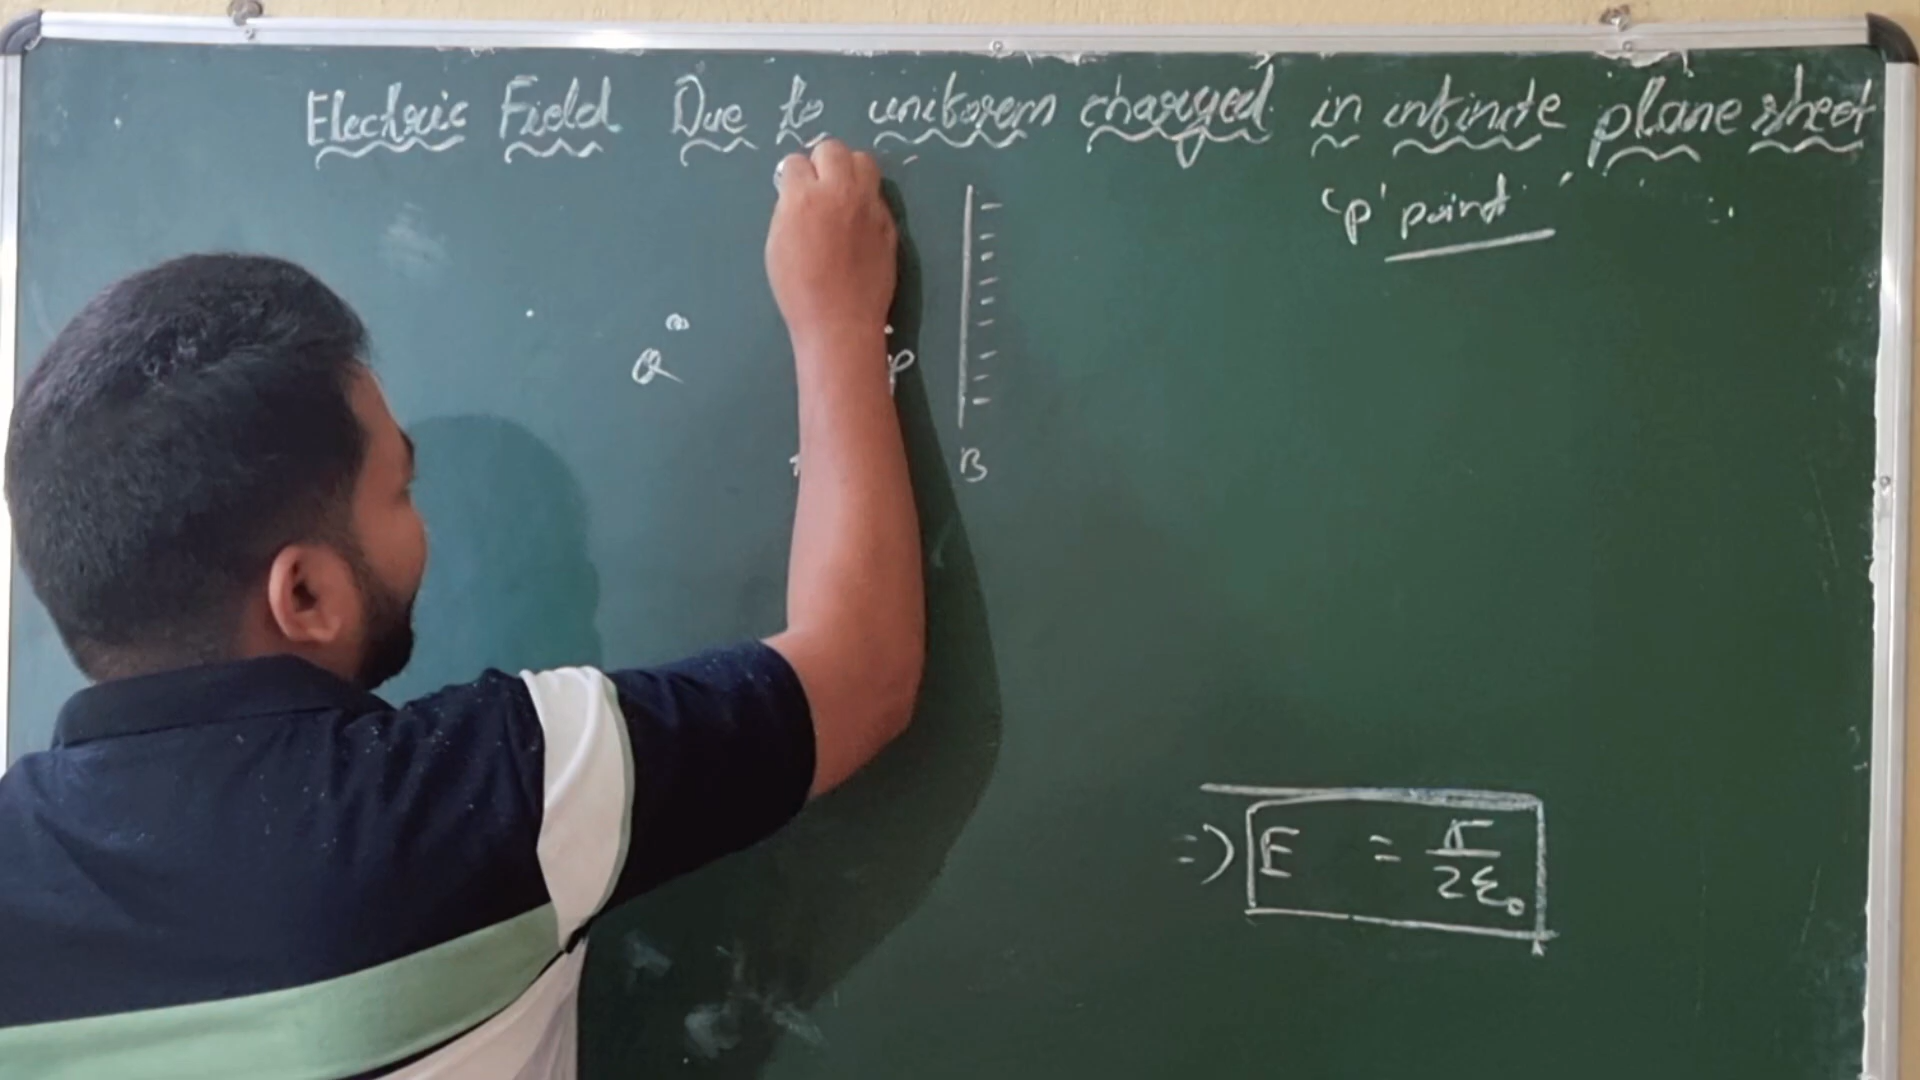 Electric Field Due to uniform charged in infinite plane sheet
'p' point
Q
P
B
=> E = σ/2ε₀